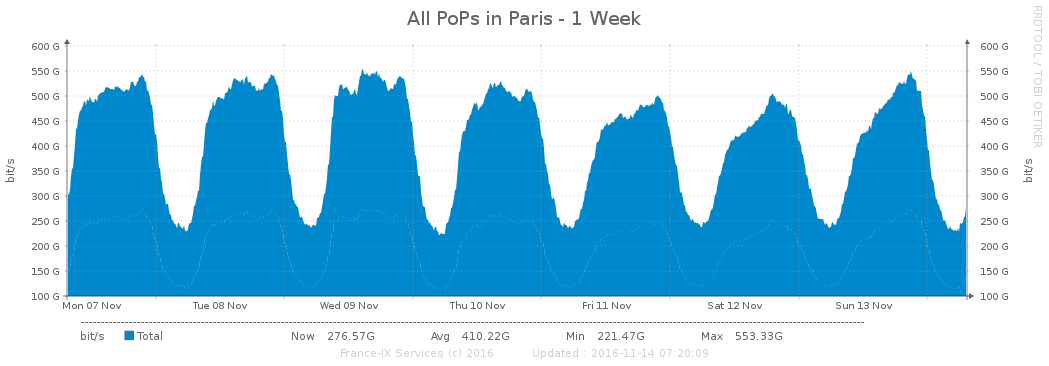 All PoPs in Paris - 1 Week
RRDTOOL / TOBI OETIKER
600 G 600 G
550 G 550 G
500 G 500 G
450 G 450 G
400 G 400 G
350 G 350 G
300 G 300 G
250 G 250 G
200 G 200 G
150 G 150 G
100 G 100 G
bit/s bit/s
Mon 07 Nov Tue 08 Nov Wed 09 Nov Thu 10 Nov Fri 11 Nov Sat 12 Nov Sun 13 Nov
bit/s Total Now 276.57G Avg 410.22G Min 221.47G Max 553.33G
France-IX Services (c) 2016 Updated : 2016-11-14 07:20:09